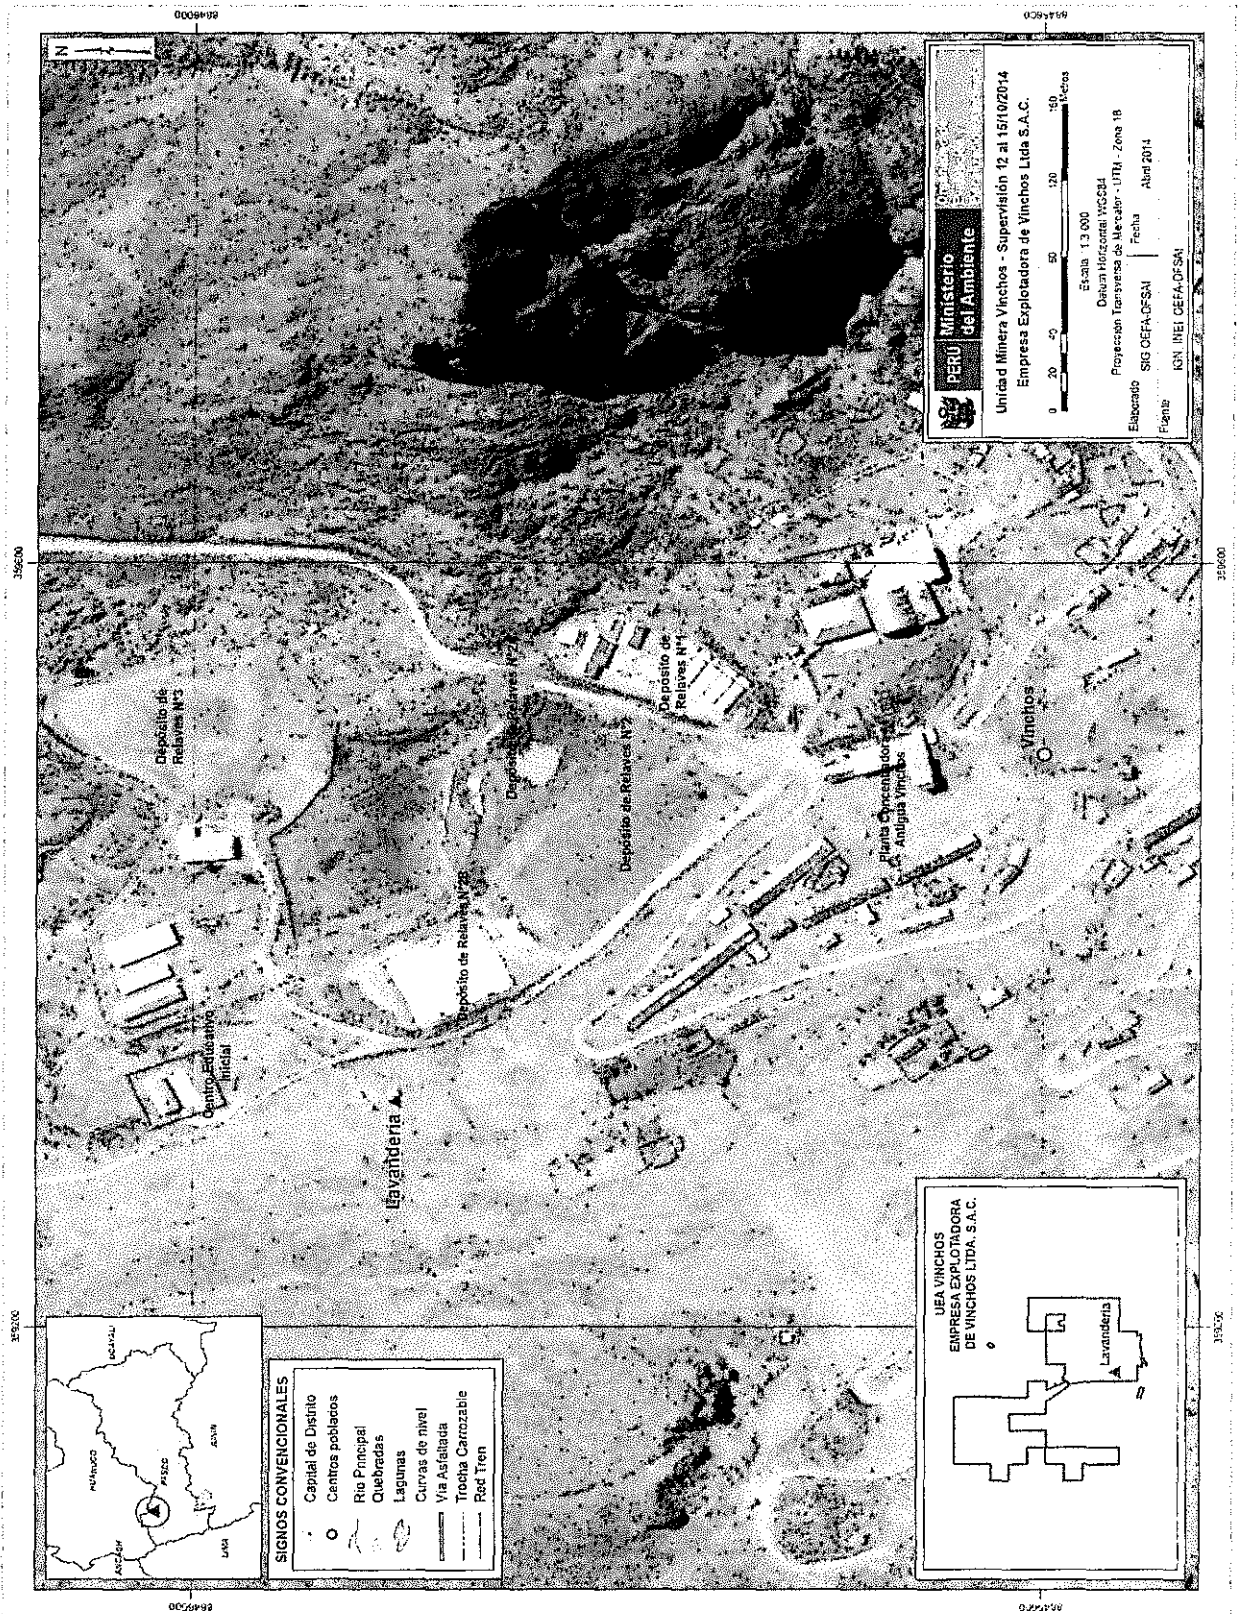 N
PERÚ
Ministerio
del Ambiente
Unidad Minera Vinchos - Supervisión 12 al 15/10/2014
Empresa Explotadora de Vinchos Ltda S.A.C.
0 20 40 80 120 160
Metros
Escala 1:3 000
Datum Horizontal WGS84
Proyección Transversa de Mercator - UTM - Zona 18
Elaborado SIG OEFA-DFSAI
Fecha Abril 2014
Fuente
IGN INEI OEFA-DFSAI
359600
359600
359200
Depósito de
Relaves N°3
Depósito de Relaves N°2
Depósito de
Relaves N°1
Depósito de Relaves N°2B
Planta Concentradora
Antigua Vinchos
Vinchos
Centro Educativo
Inicial
Lavandería
HUANUCO
UCAYALI
PASCO
ANCASH
JUNIN
LIMA
SIGNOS CONVENCIONALES
Capital de Distrito
Centros poblados
Rio Principal
Quebradas
Lagunas
Curvas de nivel
Vía Asfaltada
Trocha Carrozable
Red Tren
UEA VINCHOS
EMPRESA EXPLOTADORA
DE VINCHOS LTDA. S.A.C.
Lavandería